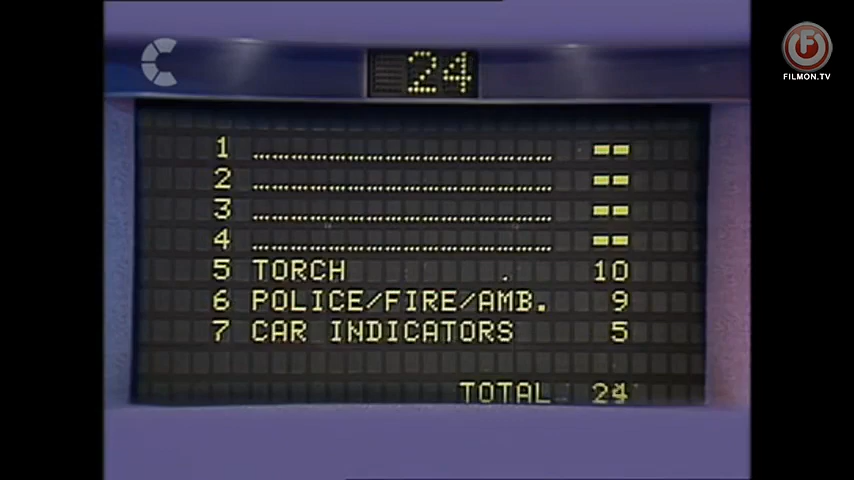 24
FILMON.TV
1 ………………………………………… --
2 ………………………………………… --
3 ………………………………………… --
4 ………………………………………… --
5 TORCH 10
6 POLICE/FIRE/AMB. 9
7 CAR INDICATORS 5
TOTAL 24